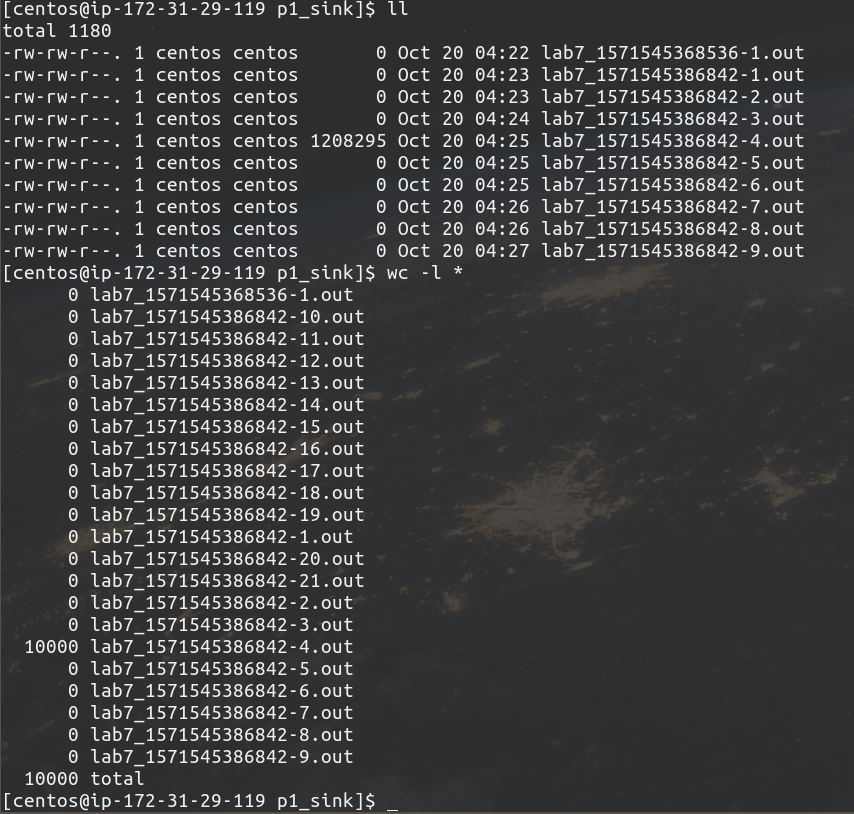 [centos@ip-172-31-29-119 p1_sink]$ ll
total 1180
-rw-rw-r--. 1 centos centos       0 Oct 20 04:22 lab7_1571545368536-1.out
-rw-rw-r--. 1 centos centos       0 Oct 20 04:23 lab7_1571545386842-1.out
-rw-rw-r--. 1 centos centos       0 Oct 20 04:23 lab7_1571545386842-2.out
-rw-rw-r--. 1 centos centos       0 Oct 20 04:24 lab7_1571545386842-3.out
-rw-rw-r--. 1 centos centos 1208295 Oct 20 04:25 lab7_1571545386842-4.out
-rw-rw-r--. 1 centos centos       0 Oct 20 04:25 lab7_1571545386842-5.out
-rw-rw-r--. 1 centos centos       0 Oct 20 04:25 lab7_1571545386842-6.out
-rw-rw-r--. 1 centos centos       0 Oct 20 04:26 lab7_1571545386842-7.out
-rw-rw-r--. 1 centos centos       0 Oct 20 04:26 lab7_1571545386842-8.out
-rw-rw-r--. 1 centos centos       0 Oct 20 04:27 lab7_1571545386842-9.out
[centos@ip-172-31-29-119 p1_sink]$ wc -l *
      0 lab7_1571545368536-1.out
      0 lab7_1571545386842-10.out
      0 lab7_1571545386842-11.out
      0 lab7_1571545386842-12.out
      0 lab7_1571545386842-13.out
      0 lab7_1571545386842-14.out
      0 lab7_1571545386842-15.out
      0 lab7_1571545386842-16.out
      0 lab7_1571545386842-17.out
      0 lab7_1571545386842-18.out
      0 lab7_1571545386842-19.out
      0 lab7_1571545386842-1.out
      0 lab7_1571545386842-20.out
      0 lab7_1571545386842-21.out
      0 lab7_1571545386842-2.out
      0 lab7_1571545386842-3.out
  10000 lab7_1571545386842-4.out
      0 lab7_1571545386842-5.out
      0 lab7_1571545386842-6.out
      0 lab7_1571545386842-7.out
      0 lab7_1571545386842-8.out
      0 lab7_1571545386842-9.out
  10000 total
[centos@ip-172-31-29-119 p1_sink]$ _